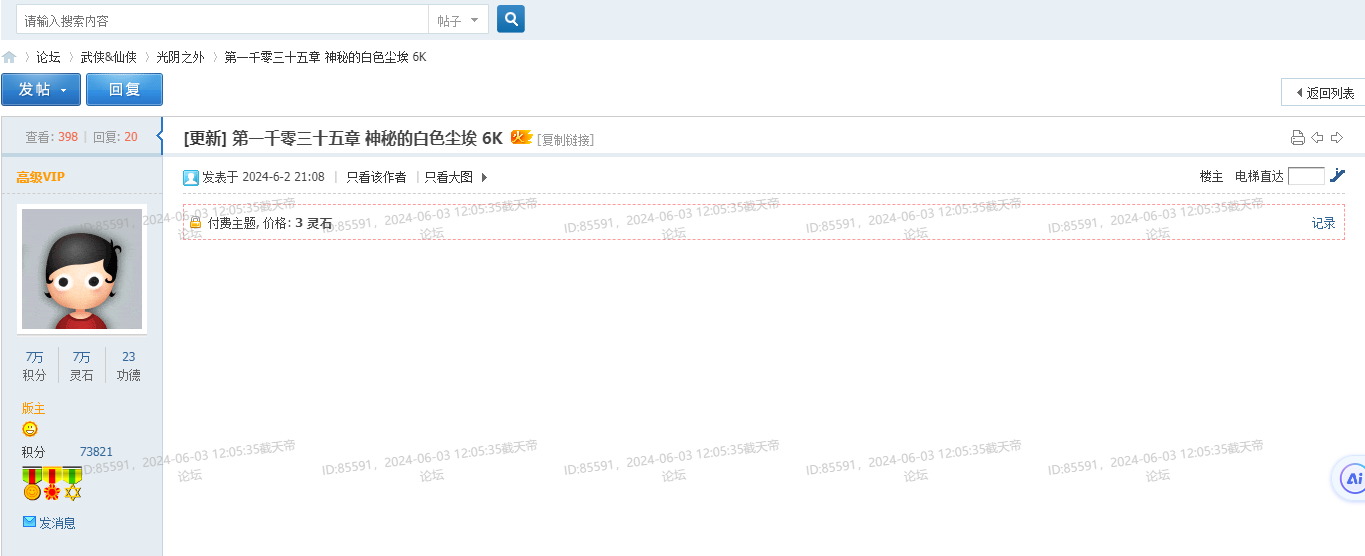 请输入搜索内容 帖子
论坛 武侠&仙侠 光阴之外 第一千零三十五章 神秘的白色尘埃 6K
发帖 回复 返回列表
查看: 398 | 回复: 20 [更新] 第一千零三十五章 神秘的白色尘埃 6K 火 [复制链接]
高级VIP 发表于 2024-6-2 21:08 | 只看该作者 | 只看大图 楼主 电梯直达
ID:85591，2024-06-03 12:05:35截天帝论坛 ID:85591，2024-06-03 12:05:35截天帝论坛 ID:85591，2024-06-03 12:05:35截天帝论坛 ID:85591，2024-06-03 12:05:35截天帝论坛 ID:85591，2024-06-03 12:05:35截天帝论坛
付费主题, 价格: 3 灵石 记录
7万 7万 23
积分 灵石 功德
版主
积分 73821
ID:85591，2024-06-03 12:05:35截天帝论坛 ID:85591，2024-06-03 12:05:35截天帝论坛 ID:85591，2024-06-03 12:05:35截天帝论坛 ID:85591，2024-06-03 12:05:35截天帝论坛 ID:85591，2024-06-03 12:05:35截天帝论坛
Ai
发消息